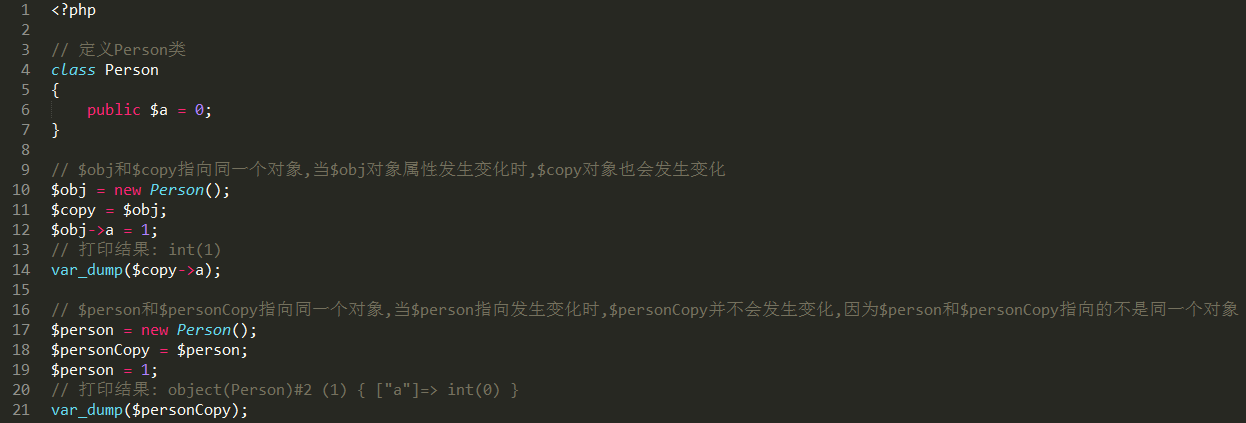 1 <?php
2
3 // 定义Person类
4 class Person
5 {
6     public $a = 0;
7 }
8
9 // $obj和$copy指向同一个对象,当$obj对象属性发生变化时,$copy对象也会发生变化
10 $obj = new Person();
11 $copy = $obj;
12 $obj->a = 1;
13 // 打印结果: int(1)
14 var_dump($copy->a);
15
16 // $person和$personCopy指向同一个对象,当$person指向发生变化时,$personCopy并不会发生变化,因为$person和$personCopy指向的不是同一个对象
17 $person = new Person();
18 $personCopy = $person;
19 $person = 1;
20 // 打印结果: object(Person)#2 (1) { ["a"]=> int(0) }
21 var_dump($personCopy);